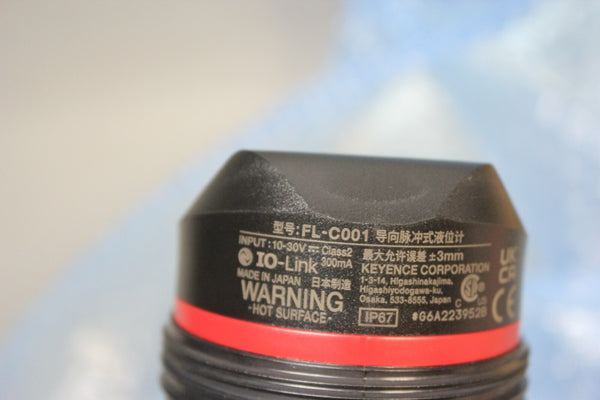 型号:FL-C001 导向脉冲式液位计
INPUT:10-30V⎓ Class2 300mA
IO-Link
MADE IN JAPAN 日本制造
WARNING
-HOT SURFACE-
最大允许误差 ±3mm
KEYENCE CORPORATION
1-3-14, Higashinakajima,
Higashiyodogawa-ku,
Osaka, 533-8555, Japan
IP67
#G6A223952B
C US
UK
CA
CE